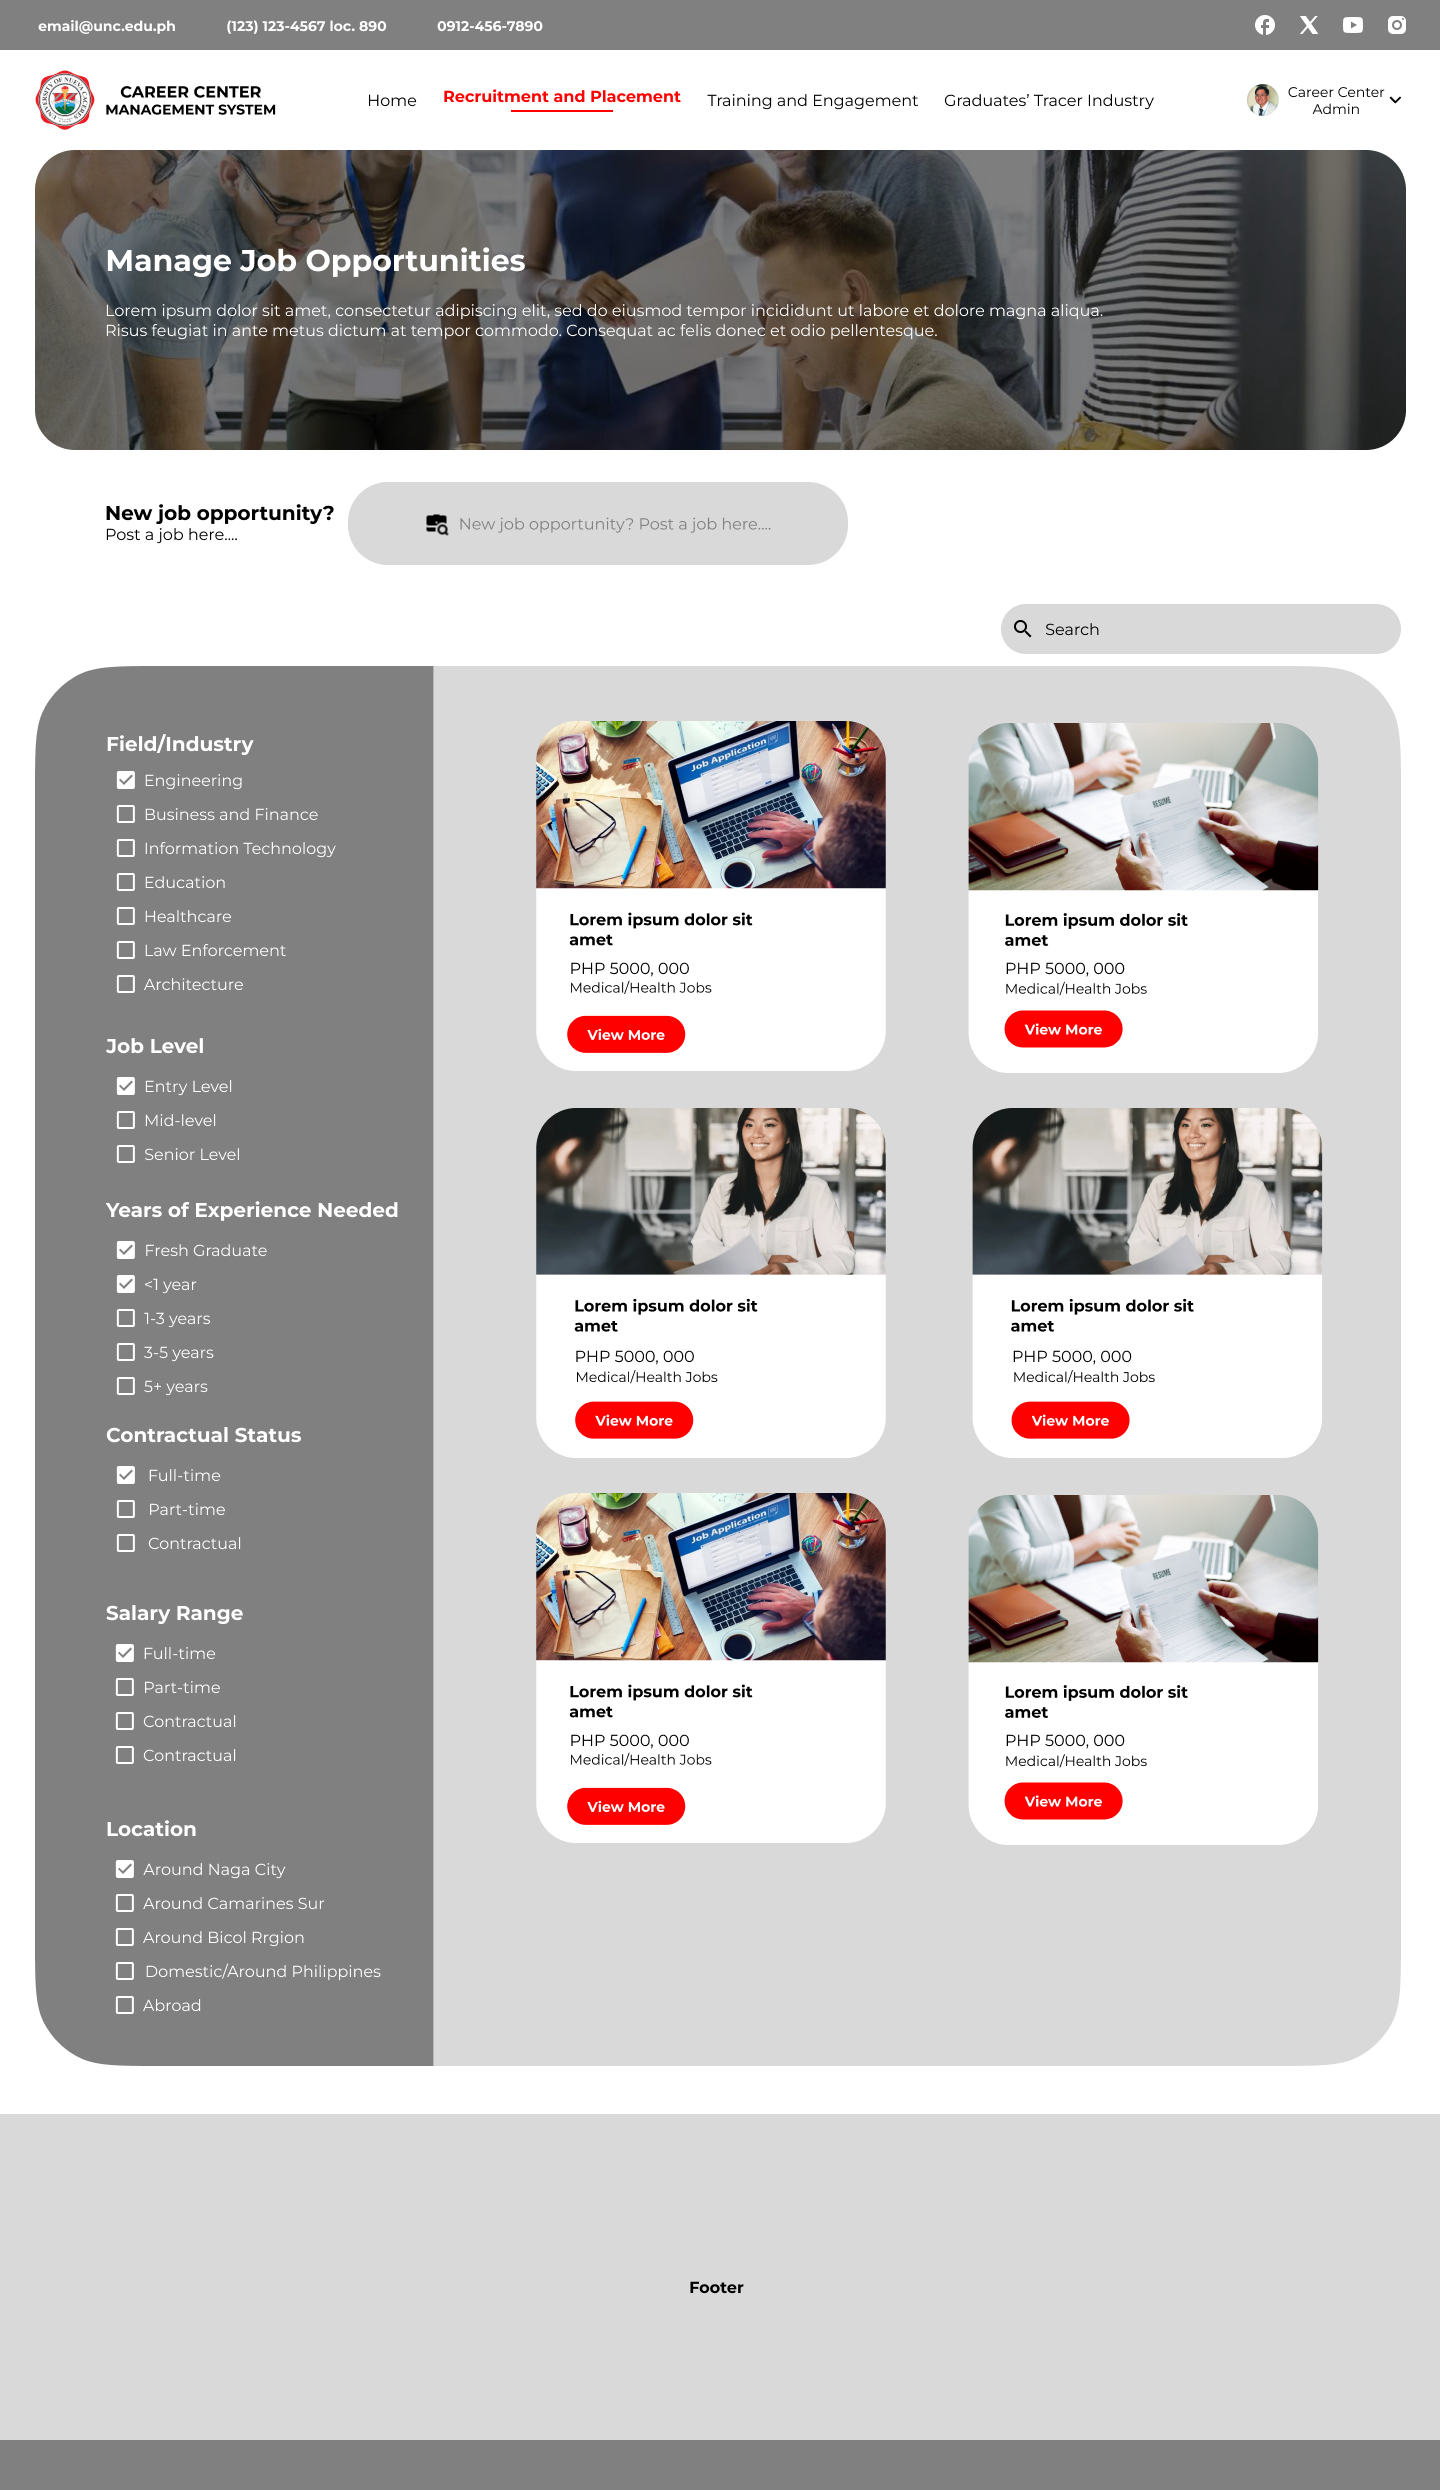 email@unc.edu.ph
(123) 123-4567 loc. 890
0912-456-7890
CAREER CENTER
MANAGEMENT SYSTEM
Home
Recruitment and Placement
Training and Engagement
Graduates’ Tracer Industry
Career Center
Admin
Manage Job Opportunities
Lorem ipsum dolor sit amet, consectetur adipiscing elit, sed do eiusmod tempor incididunt ut labore et dolore magna aliqua.
Risus feugiat in ante metus dictum at tempor commodo. Consequat ac felis donec et odio pellentesque.
New job opportunity?
Post a job here....
New job opportunity? Post a job here....
Search
Field/Industry
Engineering
Business and Finance
Information Technology
Education
Healthcare
Law Enforcement
Architecture
Job Level
Entry Level
Mid-level
Senior Level
Years of Experience Needed
Fresh Graduate
<1 year
1-3 years
3-5 years
5+ years
Contractual Status
Full-time
Part-time
Contractual
Salary Range
Full-time
Part-time
Contractual
Contractual
Location
Around Naga City
Around Camarines Sur
Around Bicol Rrgion
Domestic/Around Philippines
Abroad
Job Application
Lorem ipsum dolor sit
amet
PHP 5000, 000
Medical/Health Jobs
View More
RESUME
Lorem ipsum dolor sit
amet
PHP 5000, 000
Medical/Health Jobs
View More
Lorem ipsum dolor sit
amet
PHP 5000, 000
Medical/Health Jobs
View More
Lorem ipsum dolor sit
amet
PHP 5000, 000
Medical/Health Jobs
View More
Job Application
Lorem ipsum dolor sit
amet
PHP 5000, 000
Medical/Health Jobs
View More
RESUME
Lorem ipsum dolor sit
amet
PHP 5000, 000
Medical/Health Jobs
View More
Footer